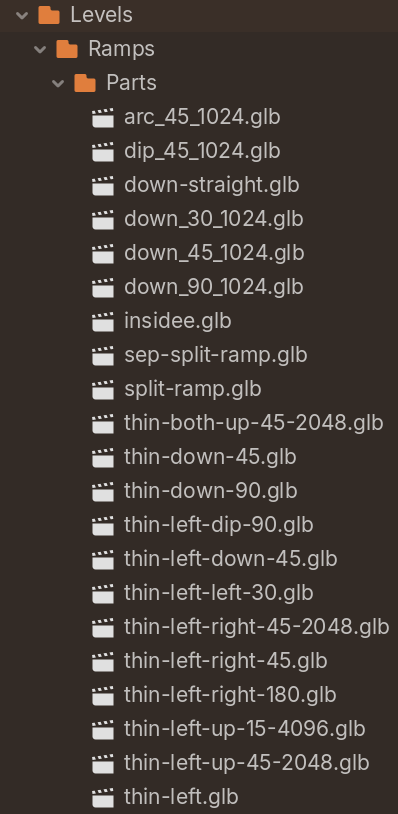 Levels
Ramps
Parts
arc_45_1024.glb
dip_45_1024.glb
down-straight.glb
down_30_1024.glb
down_45_1024.glb
down_90_1024.glb
insidee.glb
sep-split-ramp.glb
split-ramp.glb
thin-both-up-45-2048.glb
thin-down-45.glb
thin-down-90.glb
thin-left-dip-90.glb
thin-left-down-45.glb
thin-left-left-30.glb
thin-left-right-45-2048.glb
thin-left-right-45.glb
thin-left-right-180.glb
thin-left-up-15-4096.glb
thin-left-up-45-2048.glb
thin-left.glb